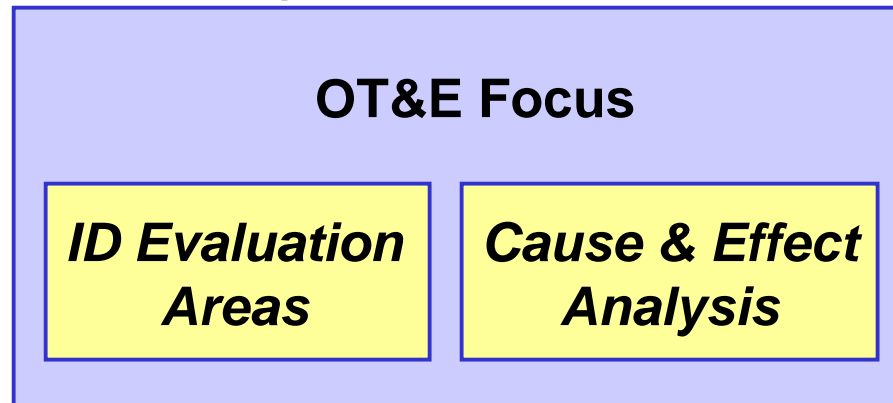 OT&E Focus
ID Evaluation
Areas
Cause & Effect
Analysis